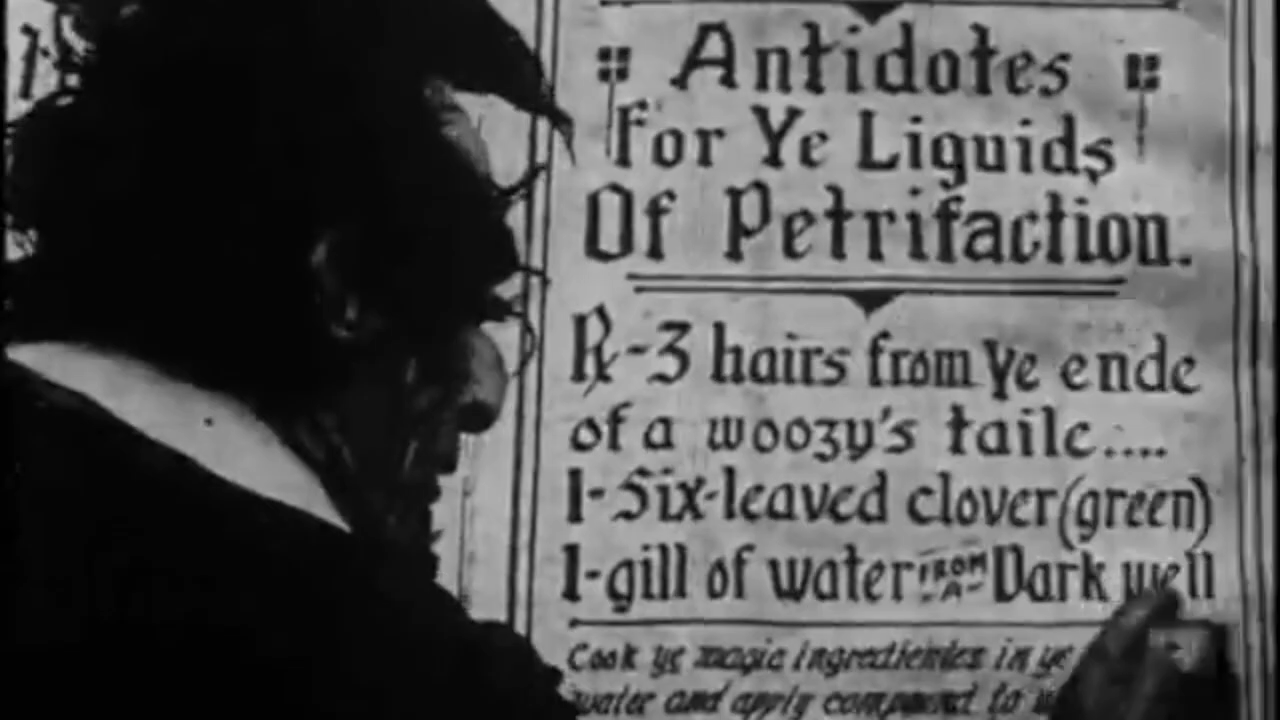 Antidotes
For Ye Liquids
Of Petrifaction.
℞-3 hairs from ye ende
of a woozy's taile....
1-Six-leaved clover(green)
1-gill of water FROM A Dark well
Cook ye magic ingredientes in ye
water and apply compound to